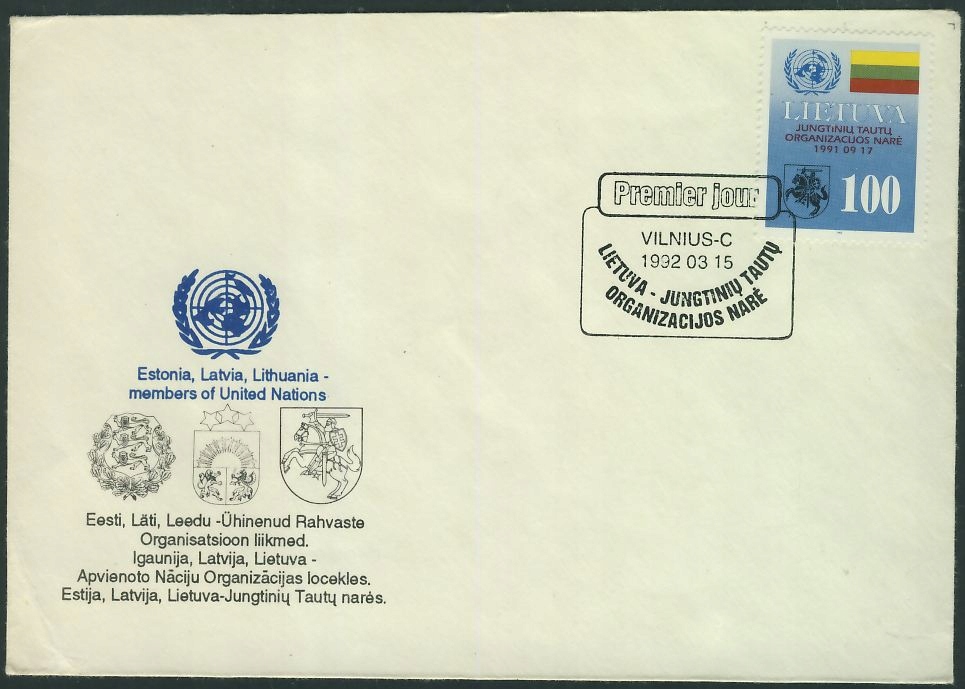 LIETUVA
JUNGTINIŲ TAUTŲ
ORGANIZACIJOS NARĖ
1991 09 17
100
Premier jour
VILNIUS-C
1992 03 15
LIETUVA - JUNGTINIŲ TAUTŲ
ORGANIZACIJOS NARĖ
Estonia, Latvia, Lithuania -
members of United Nations
Eesti, Läti, Leedu -Ühinenud Rahvaste
Organisatsioon liikmed.
Igaunija, Latvija, Lietuva -
Apvienoto Nāciju Organizācijas locekles.
Estija, Latvija, Lietuva-Jungtinių Tautų narės.